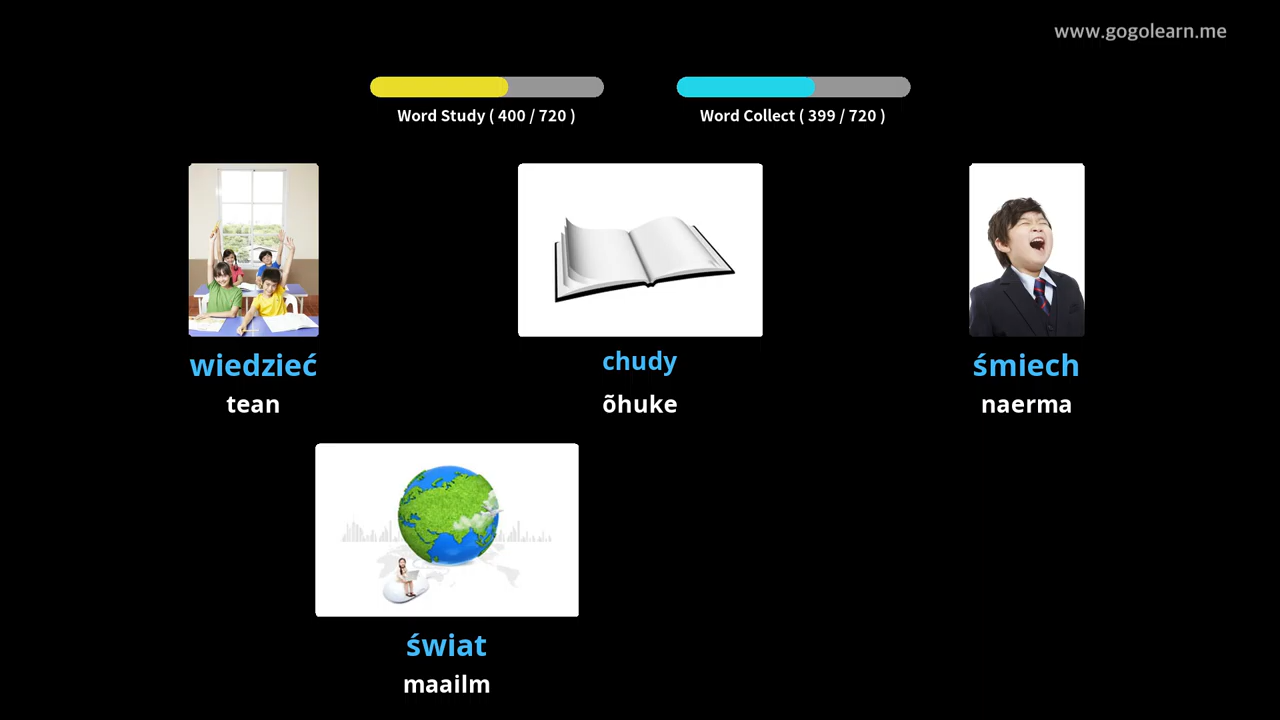 www.gogolearn.me
Word Study ( 400 / 720 )
Word Collect ( 399 / 720 )
wiedzieć
tean
chudy
õhuke
śmiech
naerma
świat
maailm